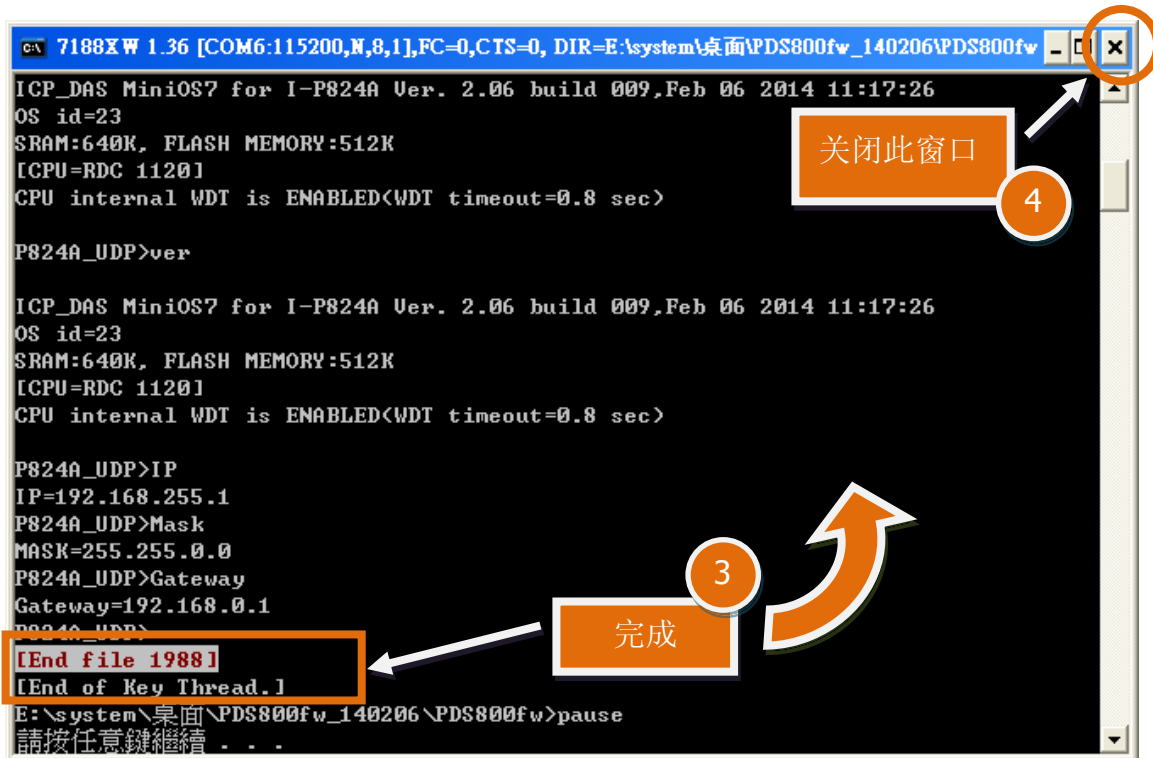 7188XW 1.36 [COM6:115200,N,8,1],FC=0,CTS=0, DIR=E:\system\桌面\PDS800fw_140206\PDS800fw
ICP_DAS MiniOS7 for I-P824A Ver. 2.06 build 009,Feb 06 2014 11:17:26
OS id=23
SRAM:640K, FLASH MEMORY:512K
[CPU=RDC 1120]
CPU internal WDT is ENABLED(WDT timeout=0.8 sec)
关闭此窗口
4
P824A_UDP>ver
ICP_DAS MiniOS7 for I-P824A Ver. 2.06 build 009,Feb 06 2014 11:17:26
OS id=23
SRAM:640K, FLASH MEMORY:512K
[CPU=RDC 1120]
CPU internal WDT is ENABLED(WDT timeout=0.8 sec)
P824A_UDP>IP
IP=192.168.255.1
P824A_UDP>Mask
MASK=255.255.0.0
P824A_UDP>Gateway
Gateway=192.168.0.1
P824A_UDP>
3
完成
[End file 1988]
[End of Key Thread.]
E:\system\桌面\PDS800fw_140206\PDS800fw>pause
請按任意鍵繼續 . . .